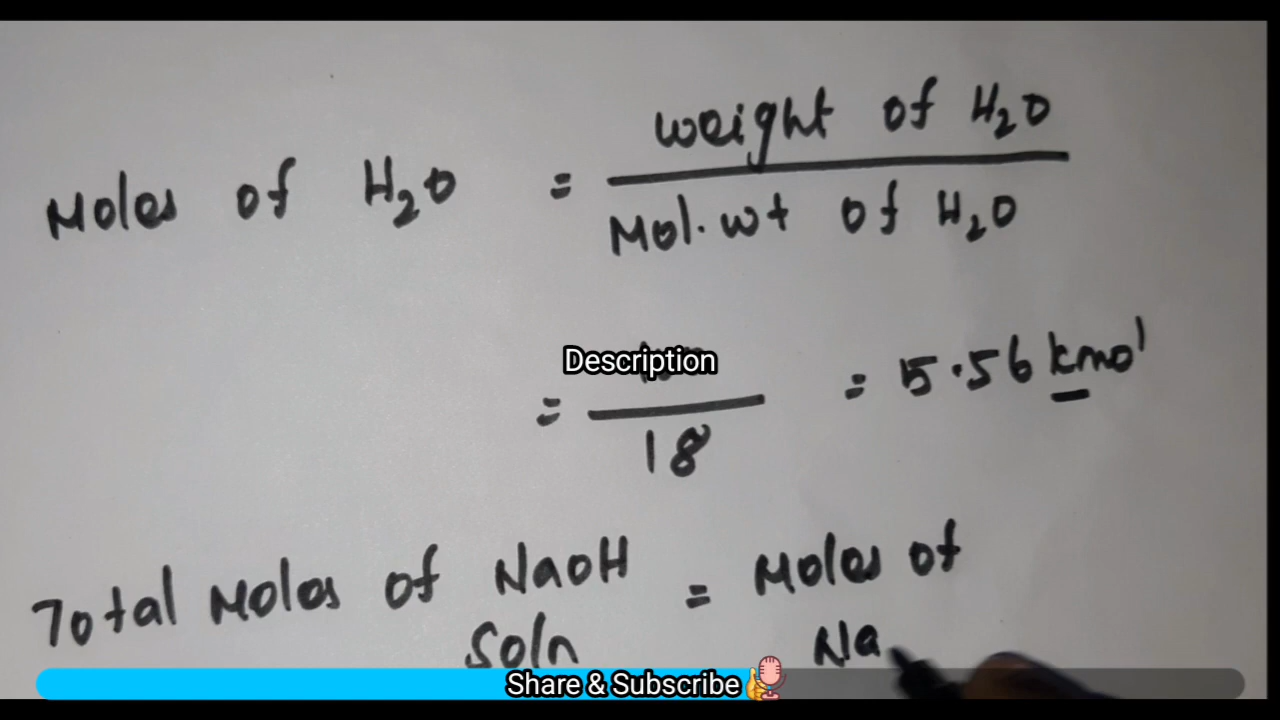 weight of H₂O
Moles of H₂O = ―――――
Mol. wt of H₂O
Description
= ――― = 5.56 kmol
18
Total Moles of NaOH = Moles of
Soln Na
Share & Subscribe